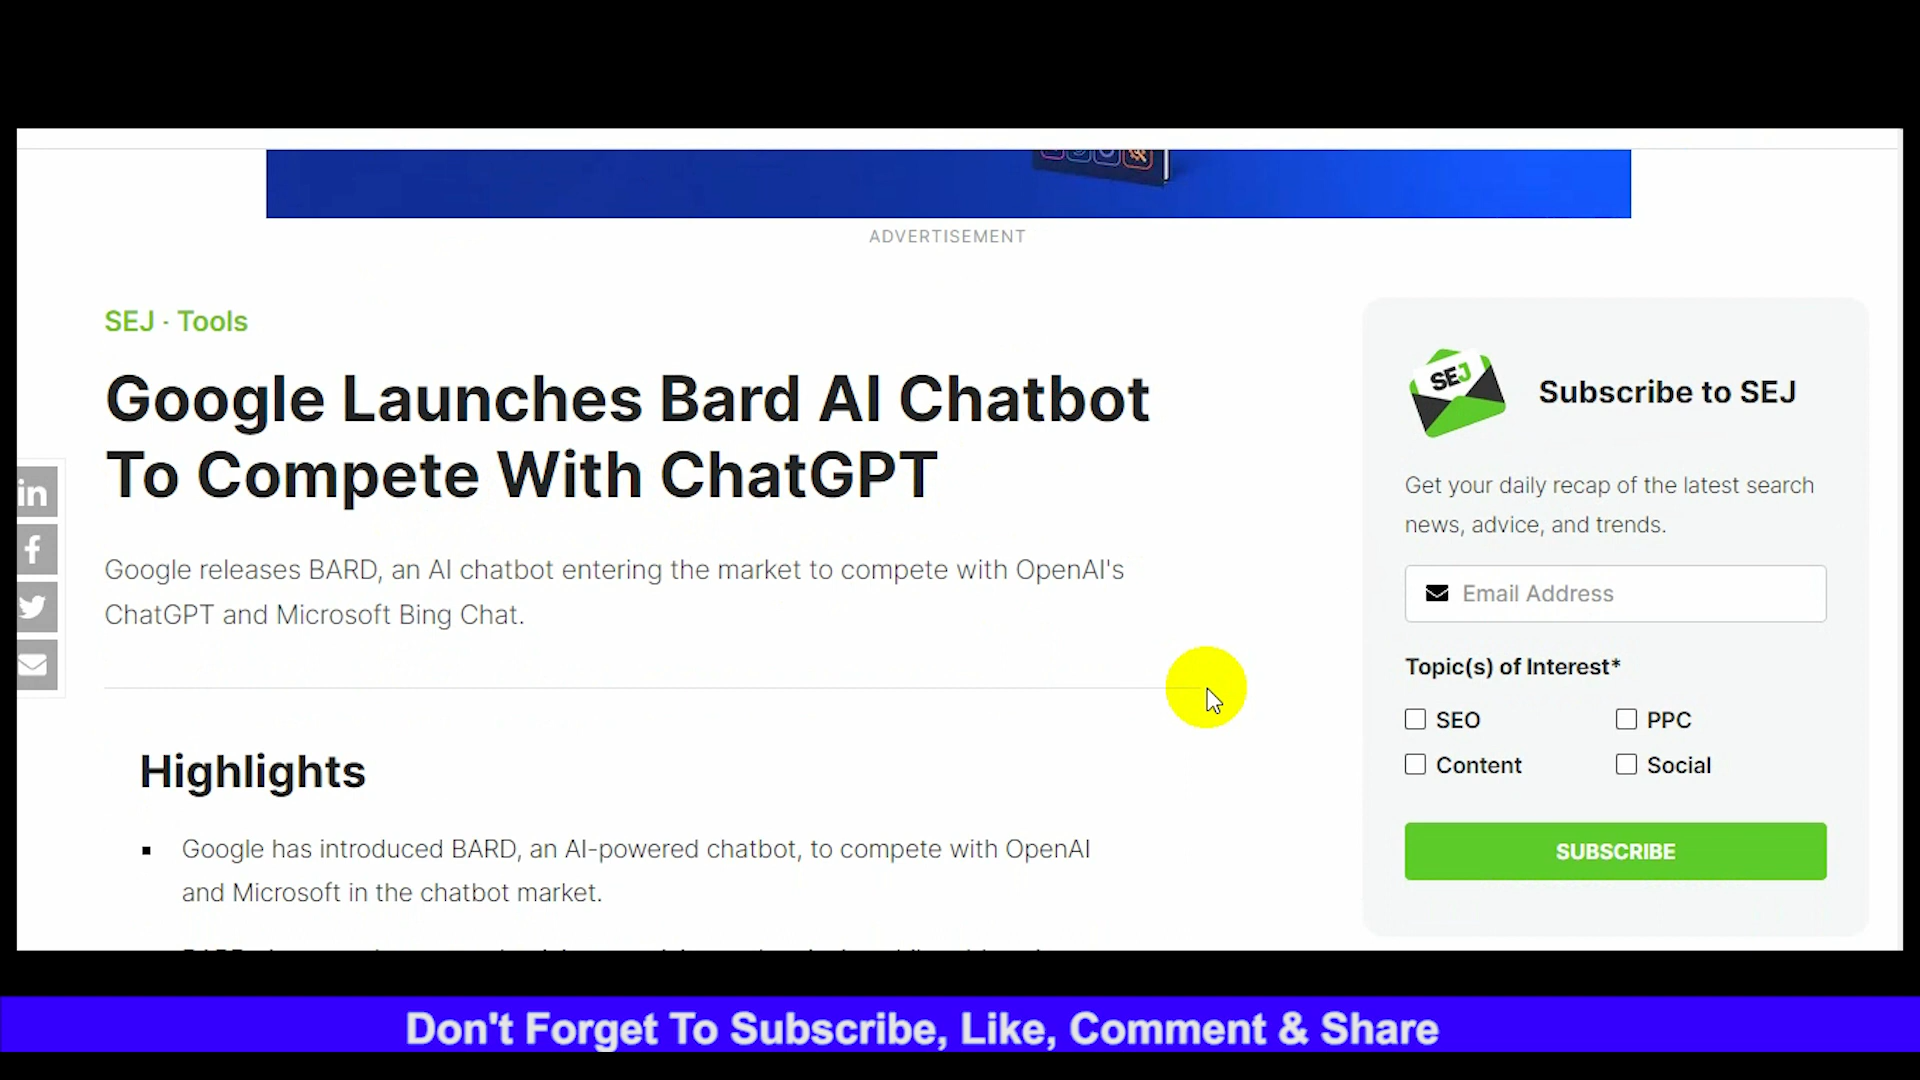 ADVERTISEMENT
SEJ · Tools
Google Launches Bard AI Chatbot
To Compete With ChatGPT
Google releases BARD, an AI chatbot entering the market to compete with OpenAI's
ChatGPT and Microsoft Bing Chat.
Highlights
▪ Google has introduced BARD, an AI-powered chatbot, to compete with OpenAI
and Microsoft in the chatbot market.
in
f
SEJ
Subscribe to SEJ
Get your daily recap of the latest search
news, advice, and trends.
Email Address
Topic(s) of Interest*
SEO
PPC
Content
Social
SUBSCRIBE
Don't Forget To Subscribe, Like, Comment & Share